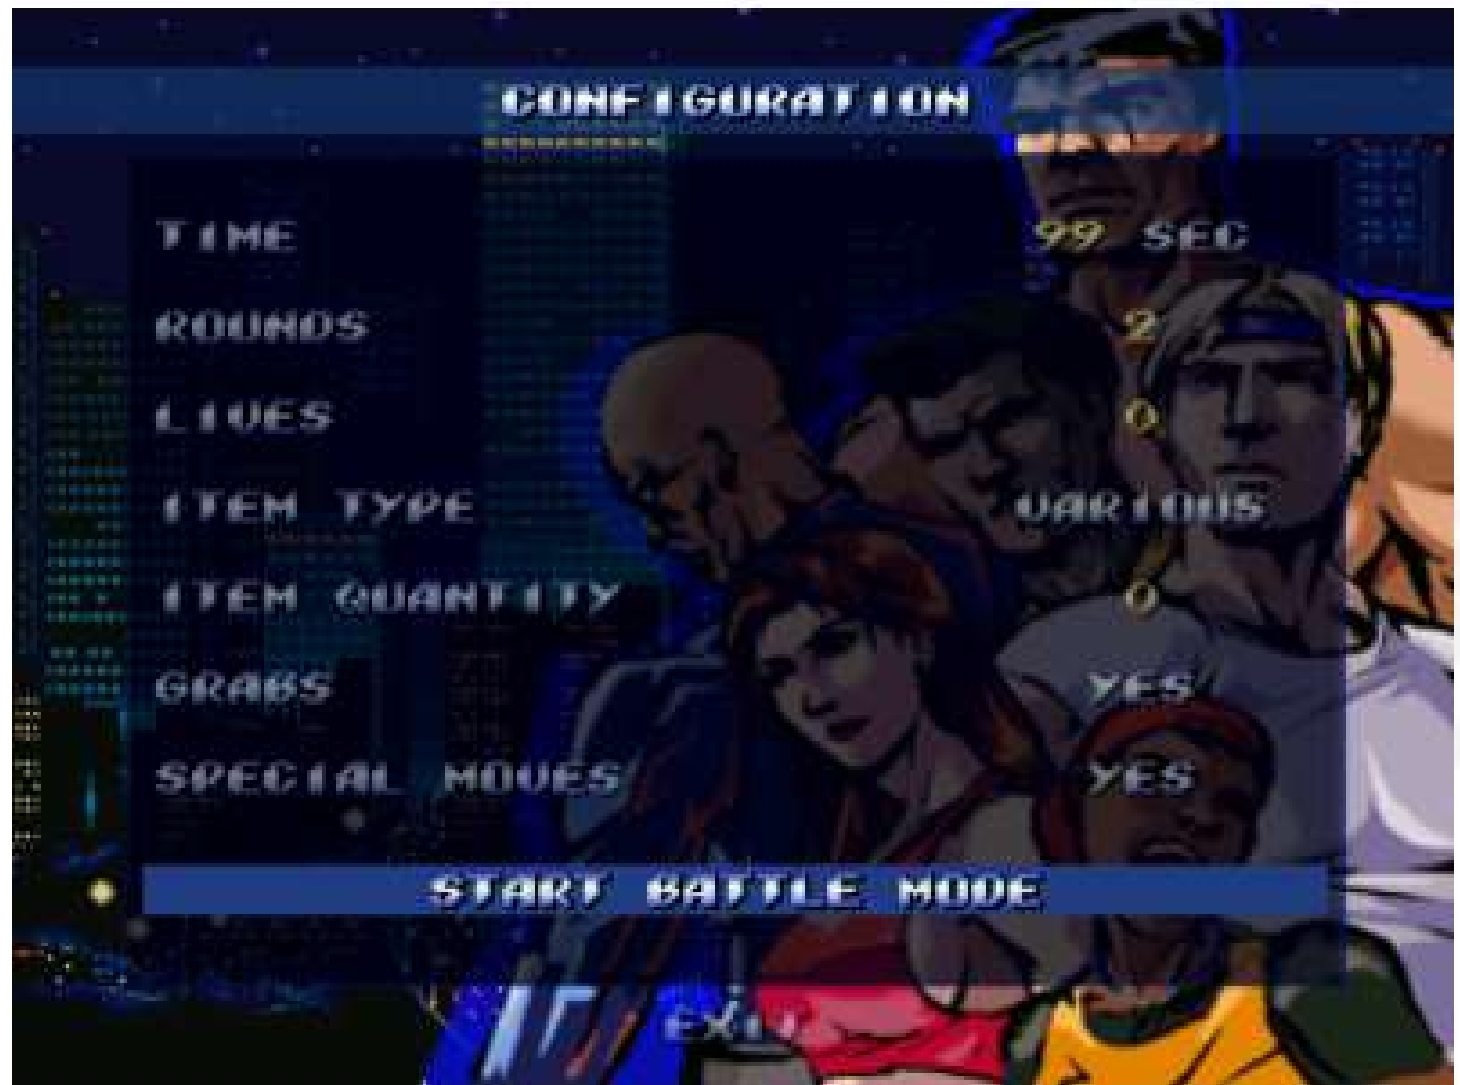 CONFIGURATION
TIME 99 SEC
ROUNDS 2
LIVES 0
ITEM TYPE VARIOUS
ITEM QUANTITY 0
GRABS YES
SPECIAL MOVES YES
START BATTLE MODE
EXIT